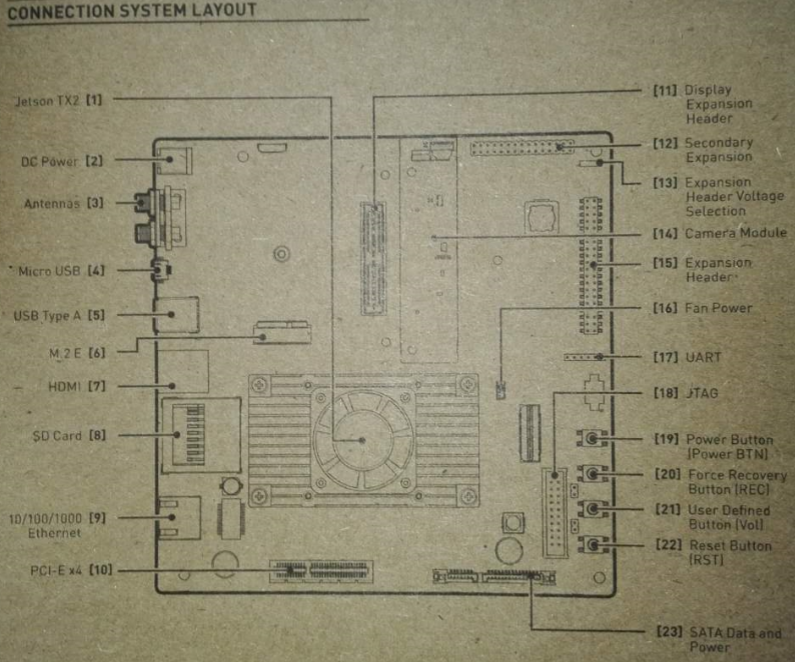 CONNECTION SYSTEM LAYOUT
Jetson TX2 [1]
DC Power [2]
Antennas [3]
Micro USB [4]
USB Type A [5]
M.2 E [6]
HDMI [7]
SD Card [8]
10/100/1000 [9]
Ethernet
PCI-E x4 [10]
[11] Display
Expansion
Header
[12] Secondary
Expansion
[13] Expansion
Header Voltage
Selection
[14] Camera Module
[15] Expansion
Header
[16] Fan Power
[17] UART
[18] JTAG
[19] Power Button
(Power BTN)
[20] Force Recovery
Button (REC)
[21] User Defined
Button (Vol)
[22] Reset Button
(RST)
[23] SATA Data and
Power